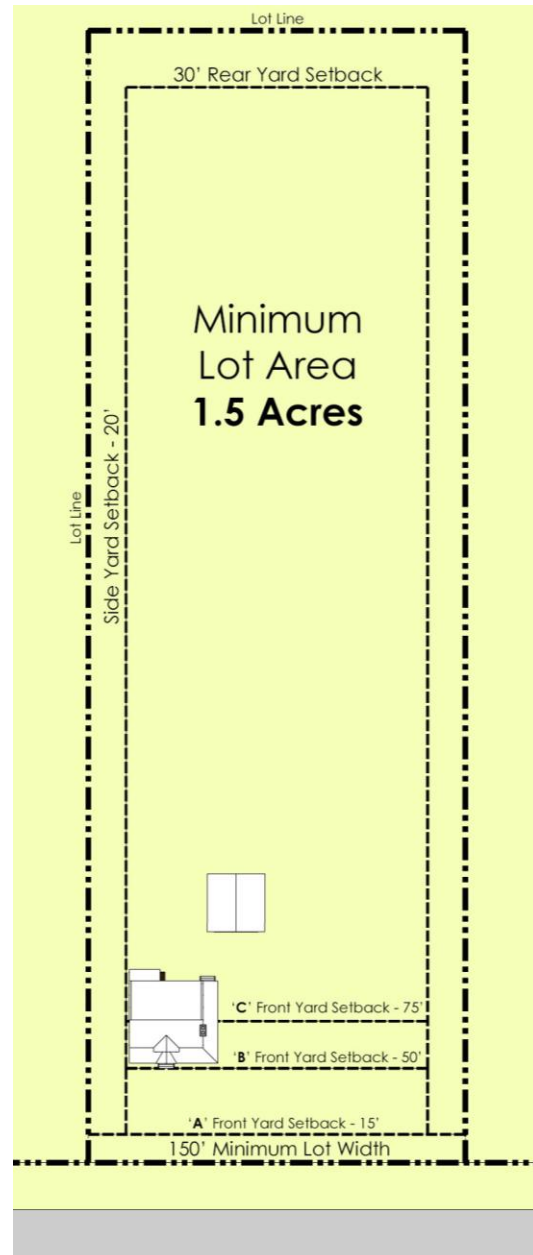 Lot Line
30’ Rear Yard Setback
Minimum
Lot Area
1.5 Acres
Side Yard Setback - 20’
Lot Line
‘C’ Front Yard Setback - 75’
‘B’ Front Yard Setback - 50’
‘A’ Front Yard Setback - 15’
150’ Minimum Lot Width